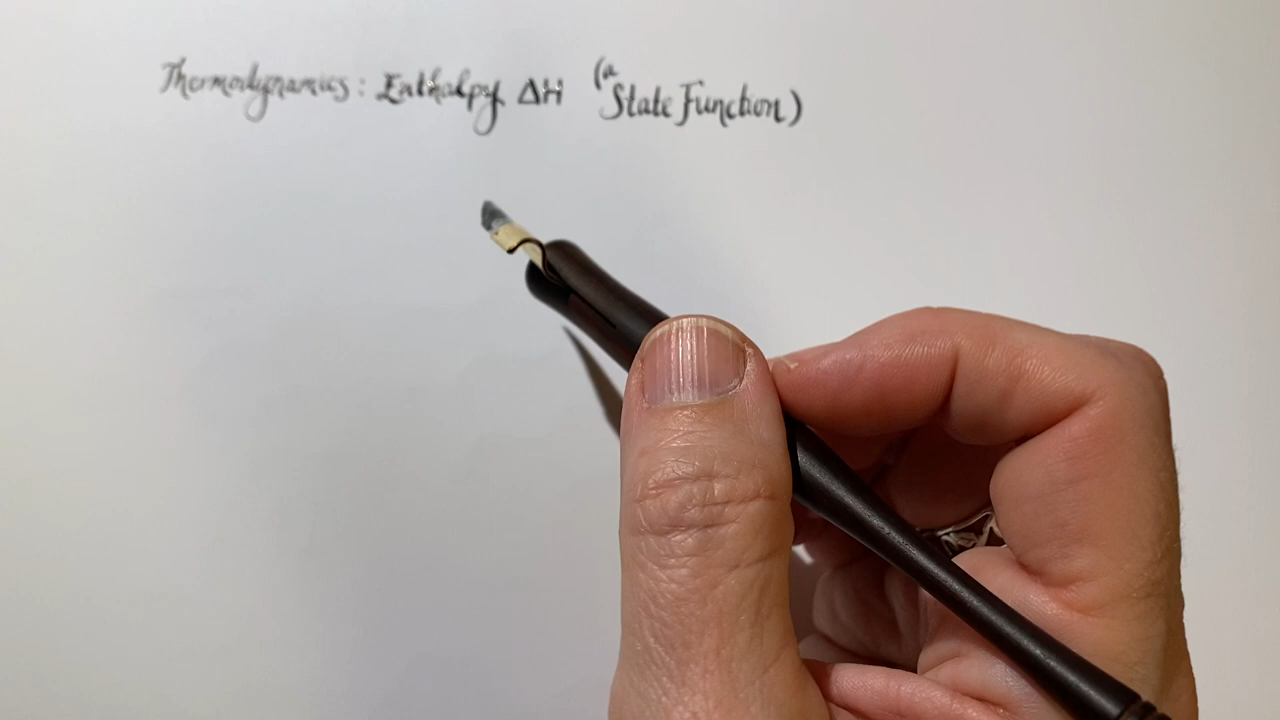 Thermodynamics: Enthalpy ΔH (a State Function)